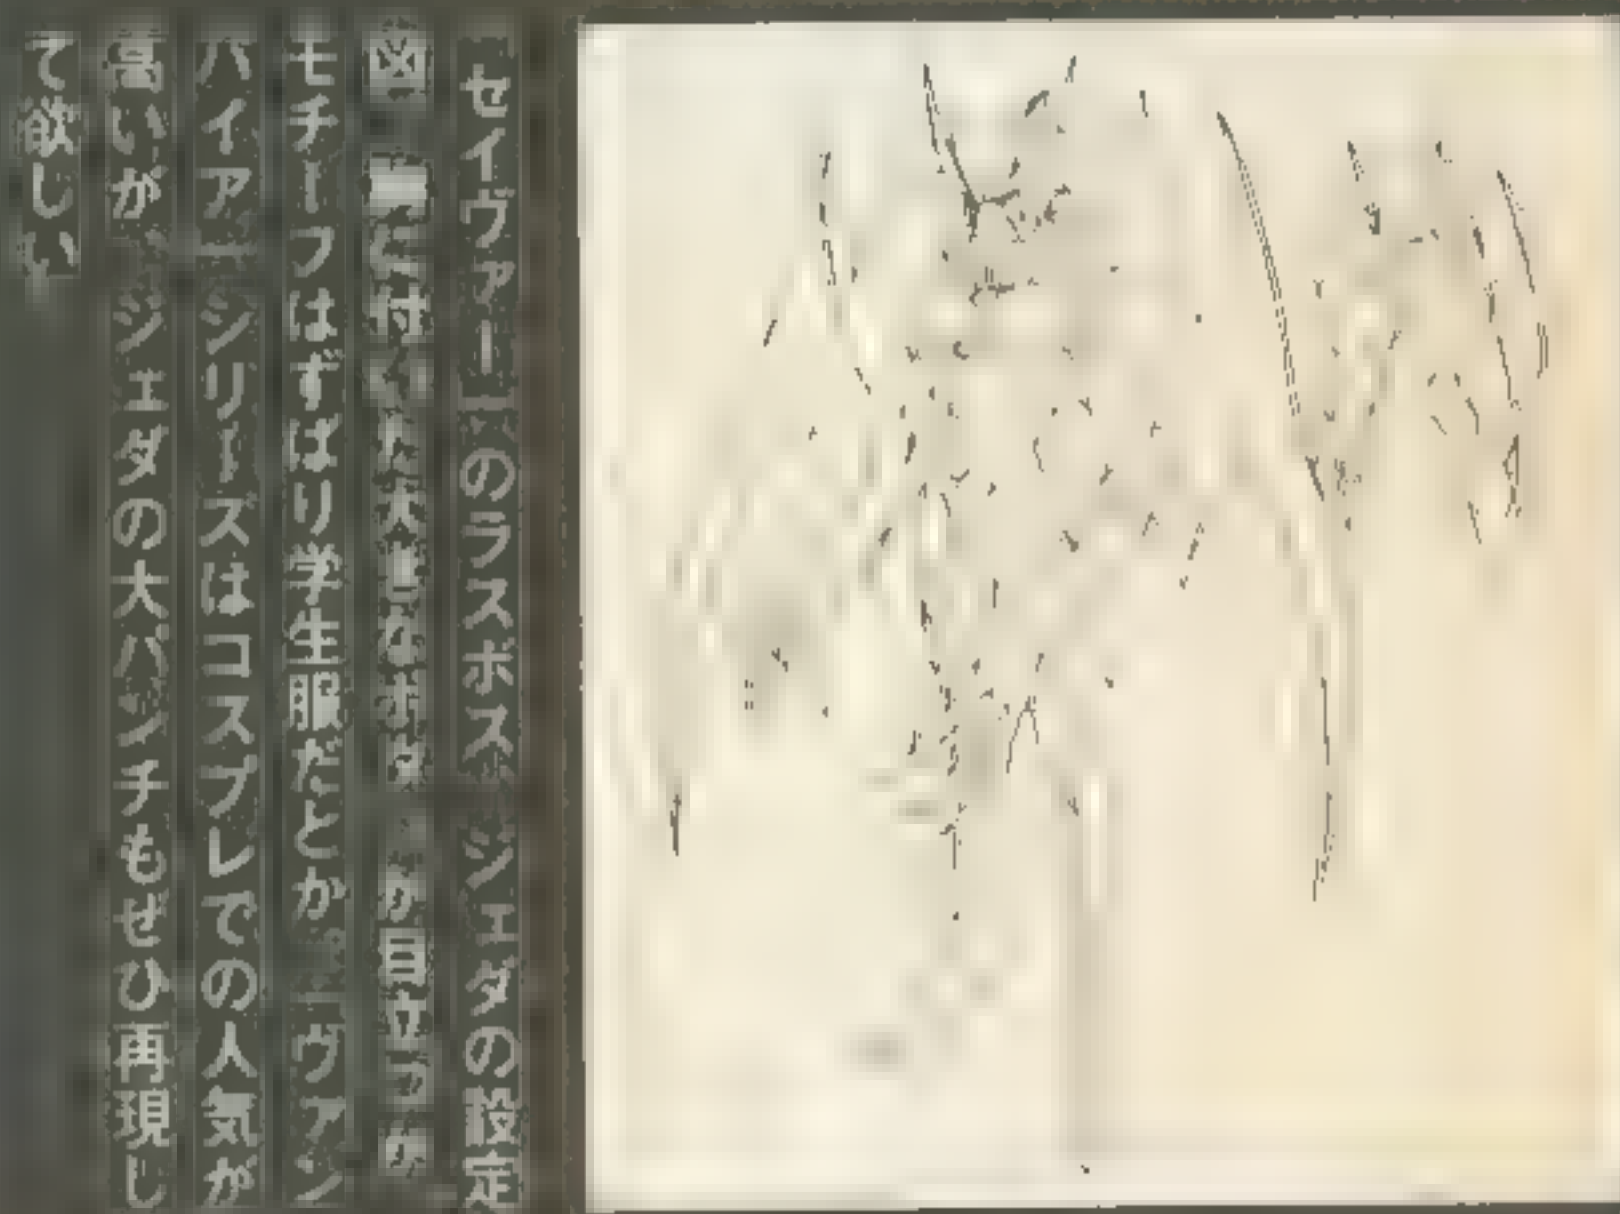 セイヴァー」のラスボス、ジェダの設定
図。に付いた大きなボタンが目立つが、
モチーフはずばり学生服だとか。「ヴァン
パイア」シリーズはコスプレでの人気が
高いが、ジェダの大パンチもぜひ再現し
て欲しい